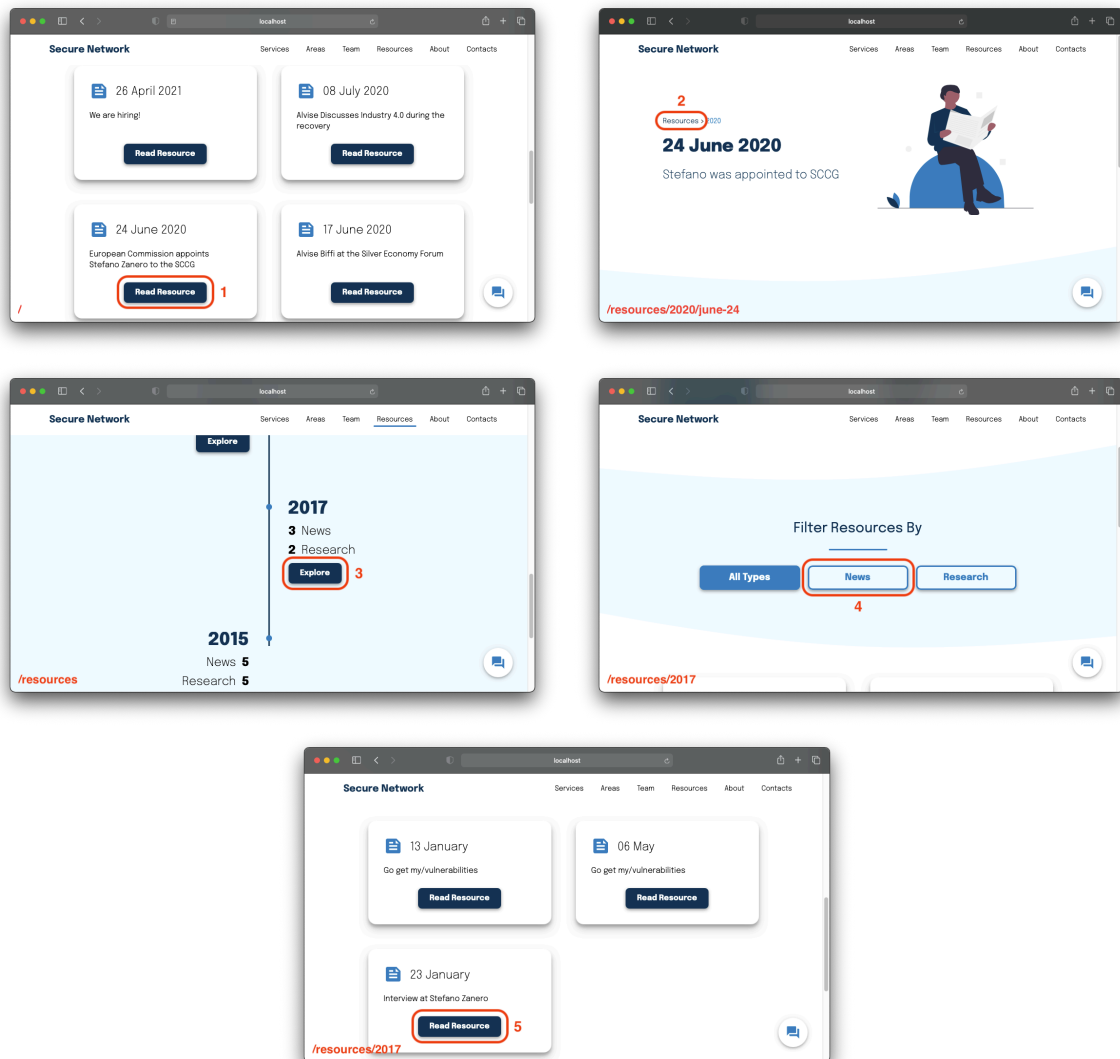 localhost
Secure Network Services Areas Team Resources About Contacts
26 April 2021
We are hiring!
Read Resource
08 July 2020
Alvise Discusses Industry 4.0 during the
recovery
Read Resource
24 June 2020
European Commission appoints
Stefano Zanero to the SCCG
Read Resource 1
17 June 2020
Alvise Biffi at the Silver Economy Forum
Read Resource
/
localhost
Secure Network Services Areas Team Resources About Contacts
2
Resources > 2020
24 June 2020
Stefano was appointed to SCCG
/resources/2020/june-24
localhost
Secure Network Services Areas Team Resources About Contacts
Explore
2017
3 News
2 Research
Explore 3
2015
News 5
Research 5
/resources
localhost
Secure Network Services Areas Team Resources About Contacts
Filter Resources By
All Types News Research
4
/resources/2017
localhost
Secure Network Services Areas Team Resources About Contacts
13 January
Go get my/vulnerabilities
Read Resource
06 May
Go get my/vulnerabilities
Read Resource
23 January
Interview at Stefano Zanero
Read Resource 5
/resources/2017